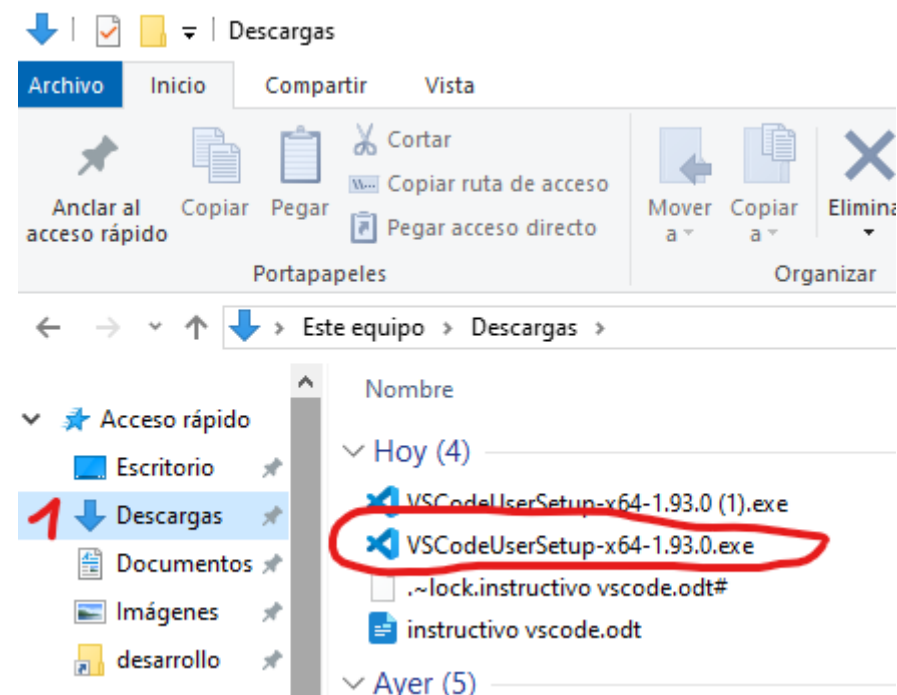 Descargas
Archivo Inicio Compartir Vista
Anclar al acceso rápido
Copiar
Pegar
Cortar
Copiar ruta de acceso
Pegar acceso directo
Mover a
Copiar a
Elimina
Portapapeles
Organizar
Este equipo > Descargas >
Acceso rápido
Escritorio
1 Descargas
Documentos
Imágenes
desarrollo
Nombre
Hoy (4)
VSCodeUserSetup-x64-1.93.0 (1).exe
VSCodeUserSetup-x64-1.93.0.exe
.~lock.instructivo vscode.odt#
instructivo vscode.odt
Ayer (5)